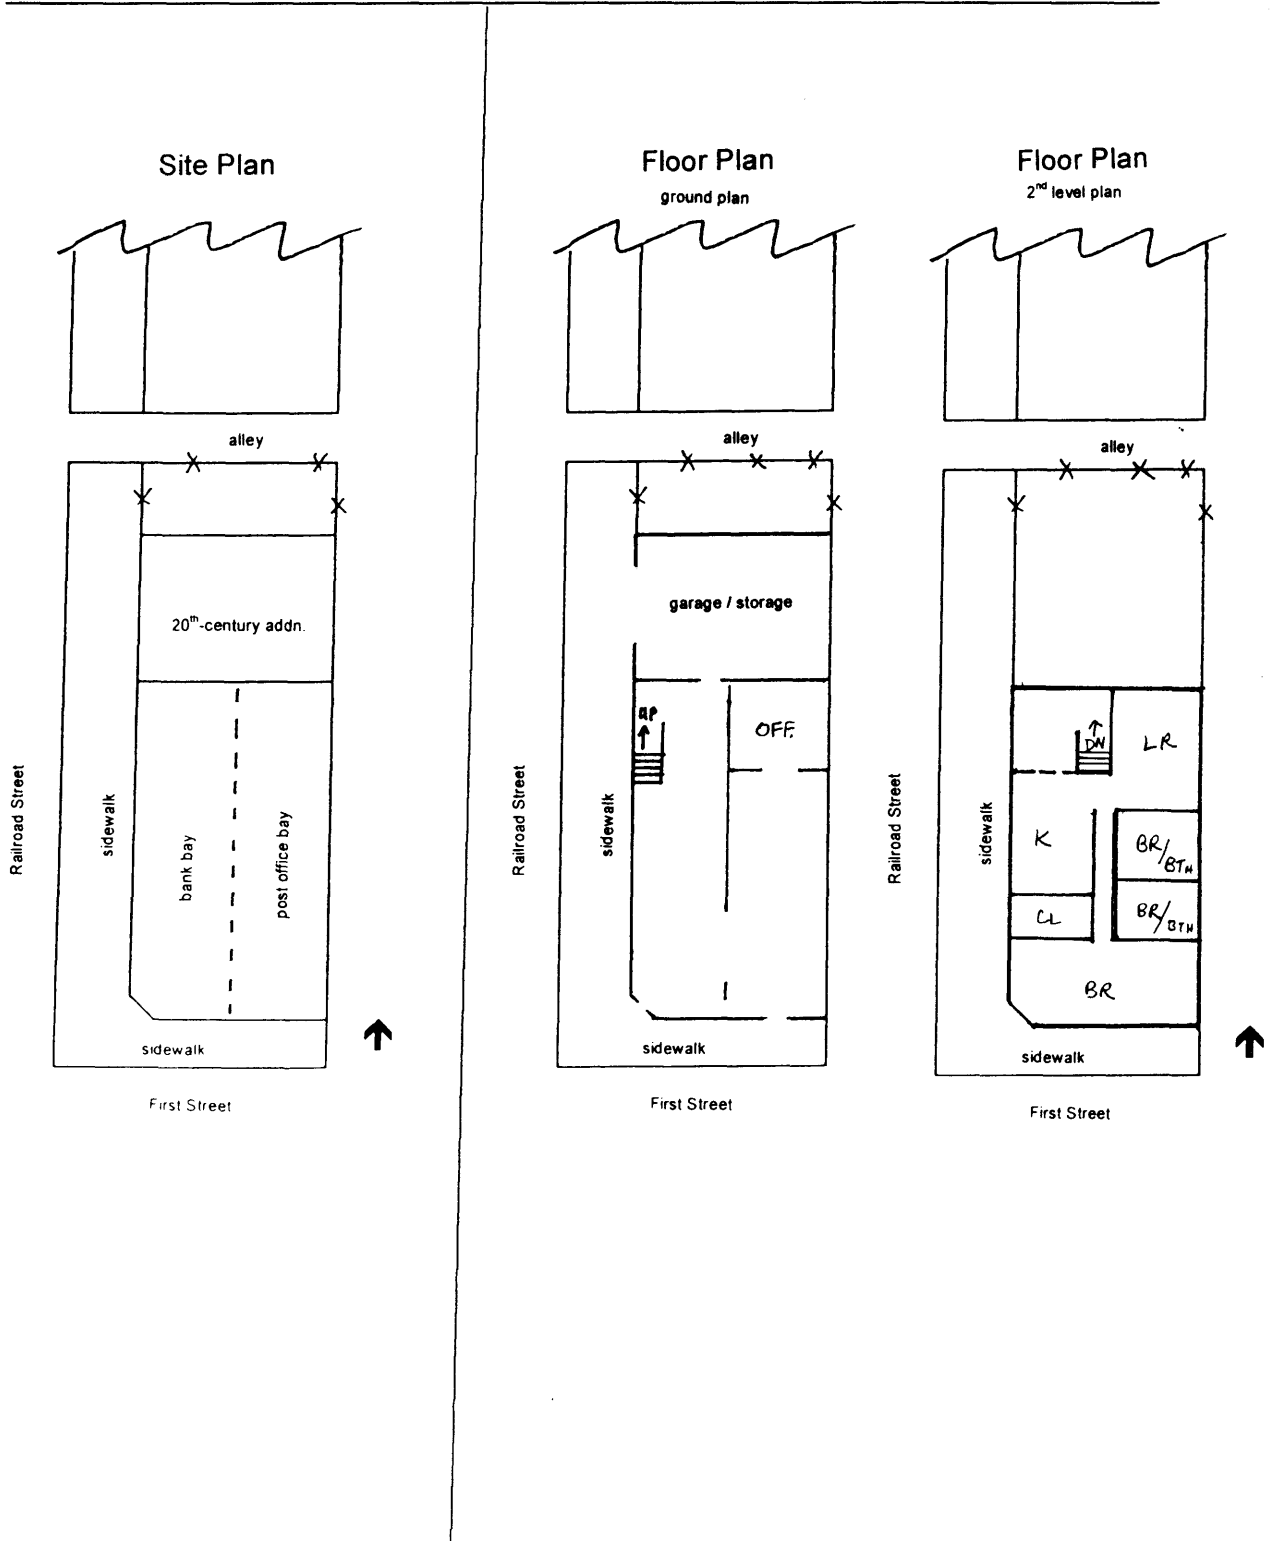 Site Plan
alley
20th-century addn.
bank bay
post office bay
sidewalk
Railroad Street
sidewalk
First Street
Floor Plan
ground plan
alley
garage / storage
UP
OFF.
sidewalk
Railroad Street
sidewalk
First Street
Floor Plan
2nd level plan
alley
DN
LR
K
BR/BTH
CL
BR/BTH
BR
sidewalk
Railroad Street
sidewalk
First Street